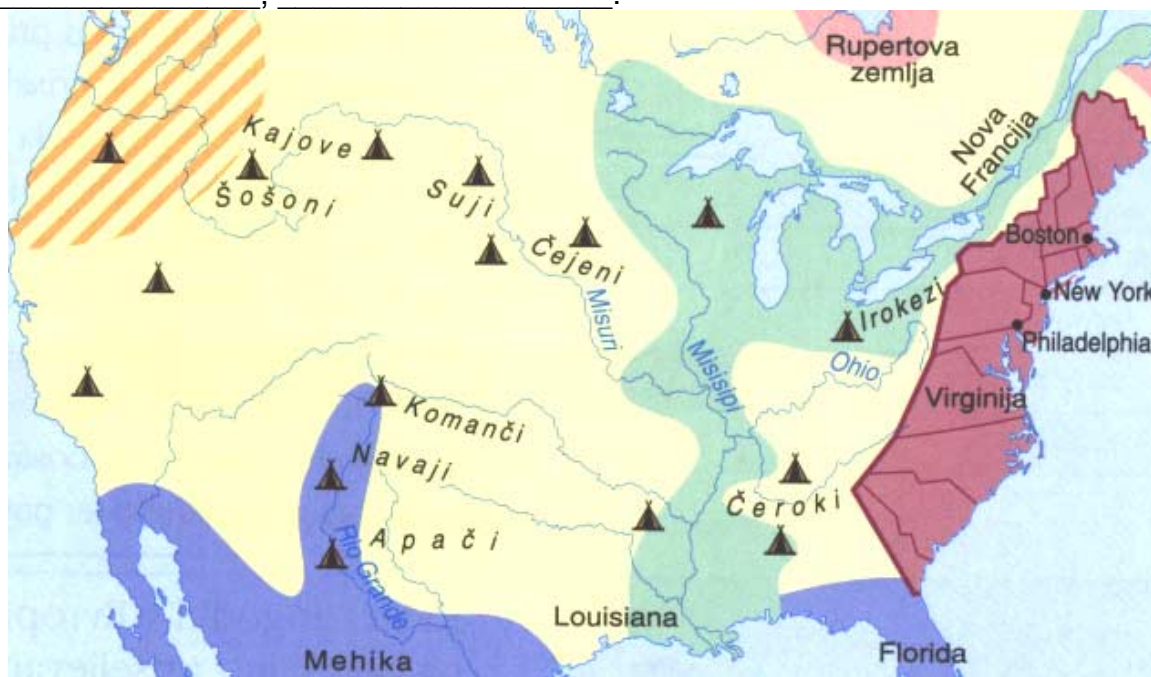 Rupertova
zemlja
Nova
Francija
Kajove
Šošoni
Suji
Čejeni
Misuri
Boston
New York
Irokezi
Philadelphia
Misisipi
Ohio
Virginija
Komanči
Navaji
Čeroki
Apači
Rio Grande
Louisiana
Mehika
Florida